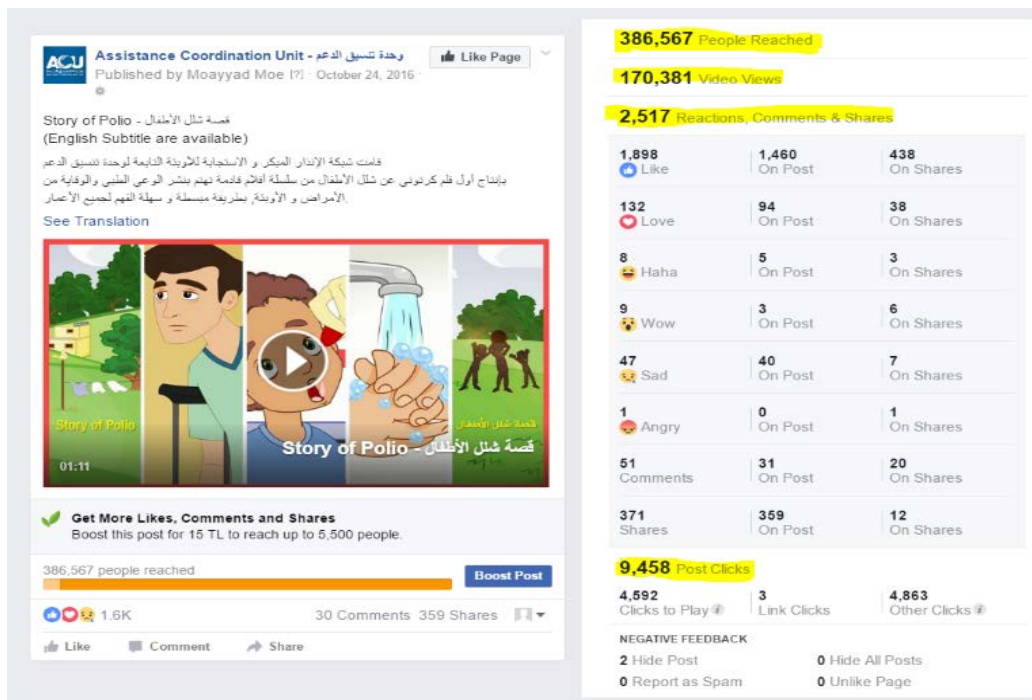 ACU
Assistance Coordination Unit - وحدة تنسيق الدعم
Like Page
Published by Moayyad Moe [?] · October 24, 2016 ·
Story of Polio - قصة شلل الأطفال
(English Subtitle are available)
قامت شبكة الإنذار المبكر و الاستجابة للأوبئة التابعة لوحدة تنسيق الدعم
بإنتاج أول فلم كرتوني عن شلل الأطفال من سلسلة أفلام قادمة تهتم بنشر الوعي الطبي والوقاية من
الأمراض و الأوبئة, بطريقة مبسطة و سهلة الفهم لجميع الأعمار.
See Translation
Story of Polio
قصة شلل الأطفال
Story of Polio - قصة شلل الأطفال
01:11
Get More Likes, Comments and Shares
Boost this post for 15 TL to reach up to 5,500 people.
386,567 people reached
Boost Post
1.6K
30 Comments 359 Shares
Like Comment Share
386,567 People Reached
170,381 Video Views
2,517 Reactions, Comments & Shares
1,898 1,460 438
Like On Post On Shares
132 94 38
Love On Post On Shares
8 5 3
Haha On Post On Shares
9 3 6
Wow On Post On Shares
47 40 7
Sad On Post On Shares
1 0 1
Angry On Post On Shares
51 31 20
Comments On Post On Shares
371 359 12
Shares On Post On Shares
9,458 Post Clicks
4,592 3 4,863
Clicks to Play Link Clicks Other Clicks
NEGATIVE FEEDBACK
2 Hide Post 0 Hide All Posts
0 Report as Spam 0 Unlike Page